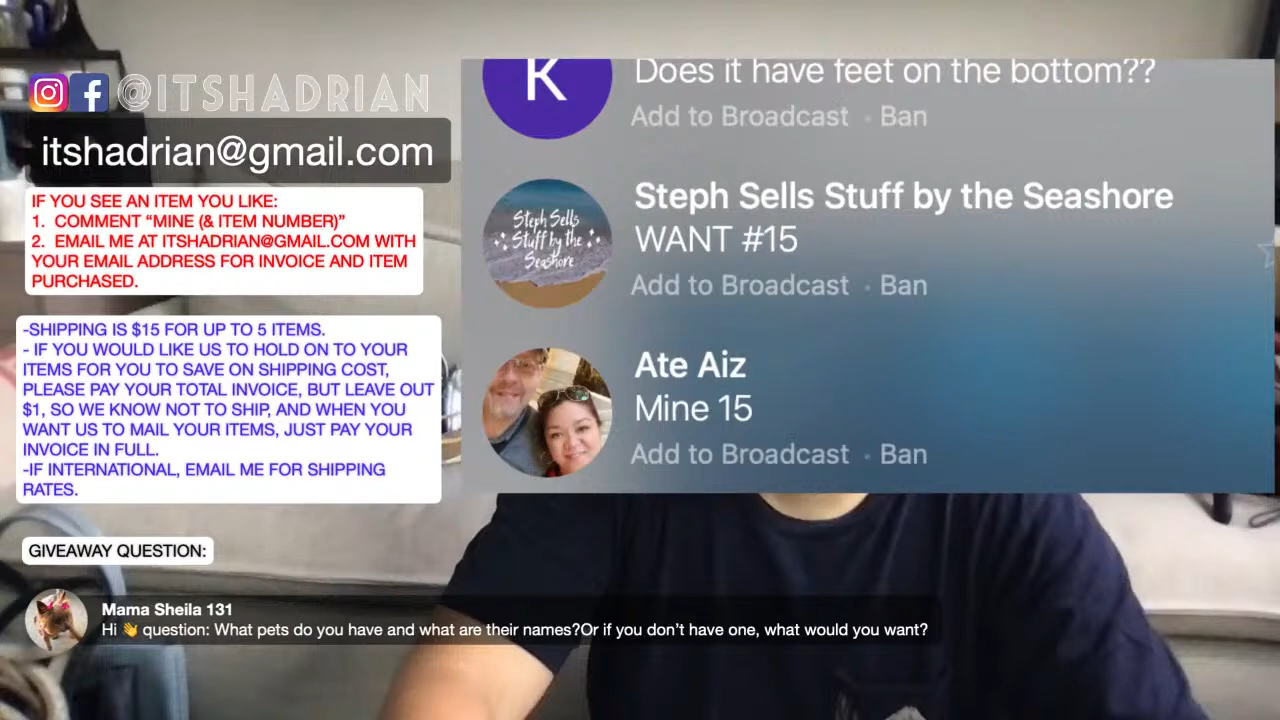 @ITSHADRIAN
itshadrian@gmail.com
IF YOU SEE AN ITEM YOU LIKE:
1. COMMENT “MINE (& ITEM NUMBER)”
2. EMAIL ME AT ITSHADRIAN@GMAIL.COM WITH
YOUR EMAIL ADDRESS FOR INVOICE AND ITEM
PURCHASED.
-SHIPPING IS $15 FOR UP TO 5 ITEMS.
- IF YOU WOULD LIKE US TO HOLD ON TO YOUR
ITEMS FOR YOU TO SAVE ON SHIPPING COST,
PLEASE PAY YOUR TOTAL INVOICE, BUT LEAVE OUT
$1, SO WE KNOW NOT TO SHIP, AND WHEN YOU
WANT US TO MAIL YOUR ITEMS, JUST PAY YOUR
INVOICE IN FULL.
-IF INTERNATIONAL, EMAIL ME FOR SHIPPING
RATES.
GIVEAWAY QUESTION:
Mama Sheila 131
Hi 👋 question: What pets do you have and what are their names?Or if you don’t have one, what would you want?
K
Does it have feet on the bottom??
Add to Broadcast · Ban
Steph Sells
Stuff by the
Seashore
Steph Sells Stuff by the Seashore
WANT #15
Add to Broadcast · Ban
Ate Aiz
Mine 15
Add to Broadcast · Ban